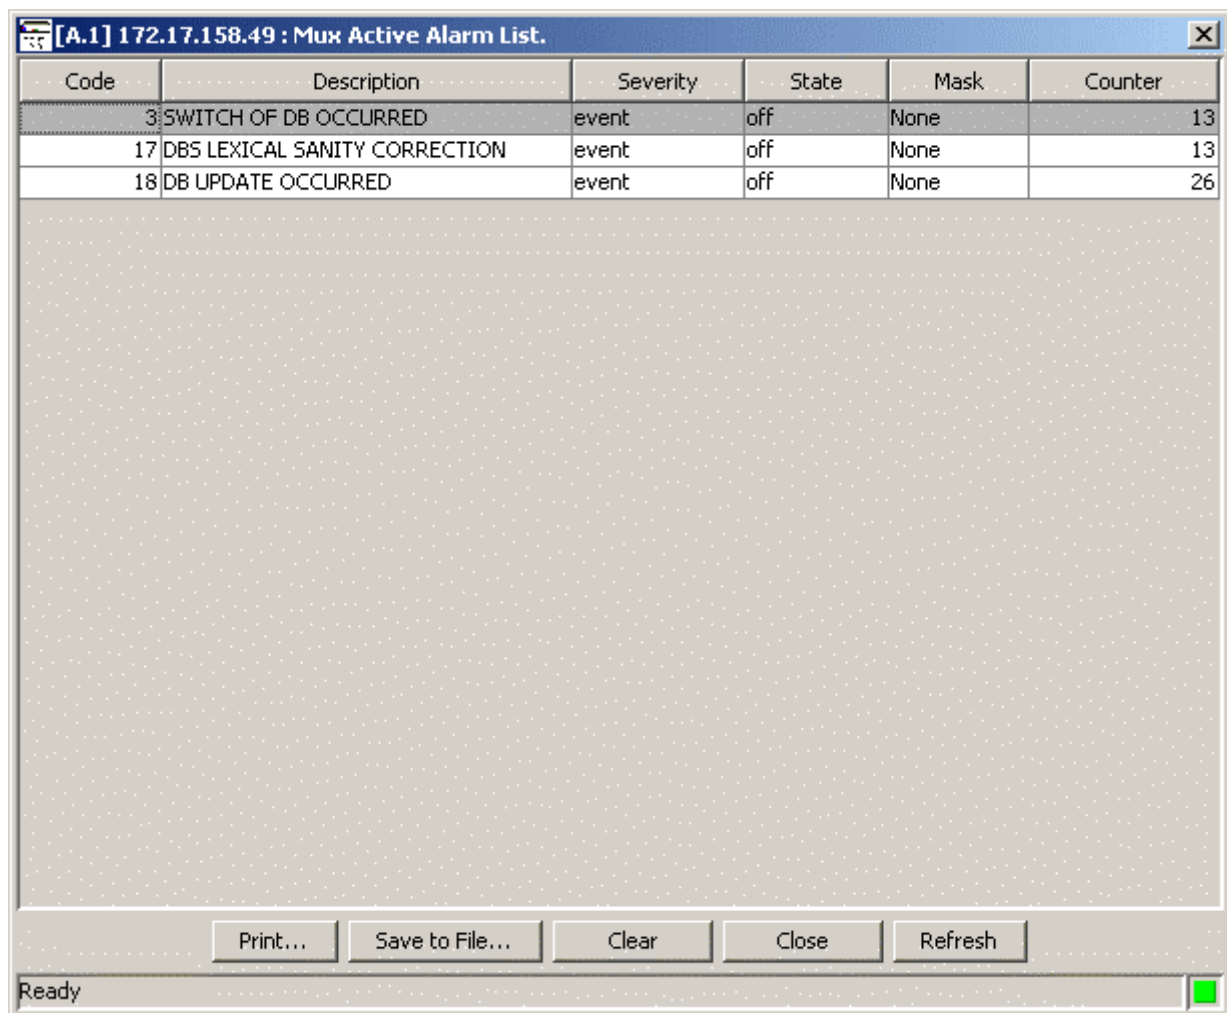 [A.1] 172.17.158.49 : Mux Active Alarm List.
Code Description Severity State Mask Counter
3 SWITCH OF DB OCCURRED event off None 13
17 DBS LEXICAL SANITY CORRECTION event off None 13
18 DB UPDATE OCCURRED event off None 26
Print... Save to File... Clear Close Refresh
Ready